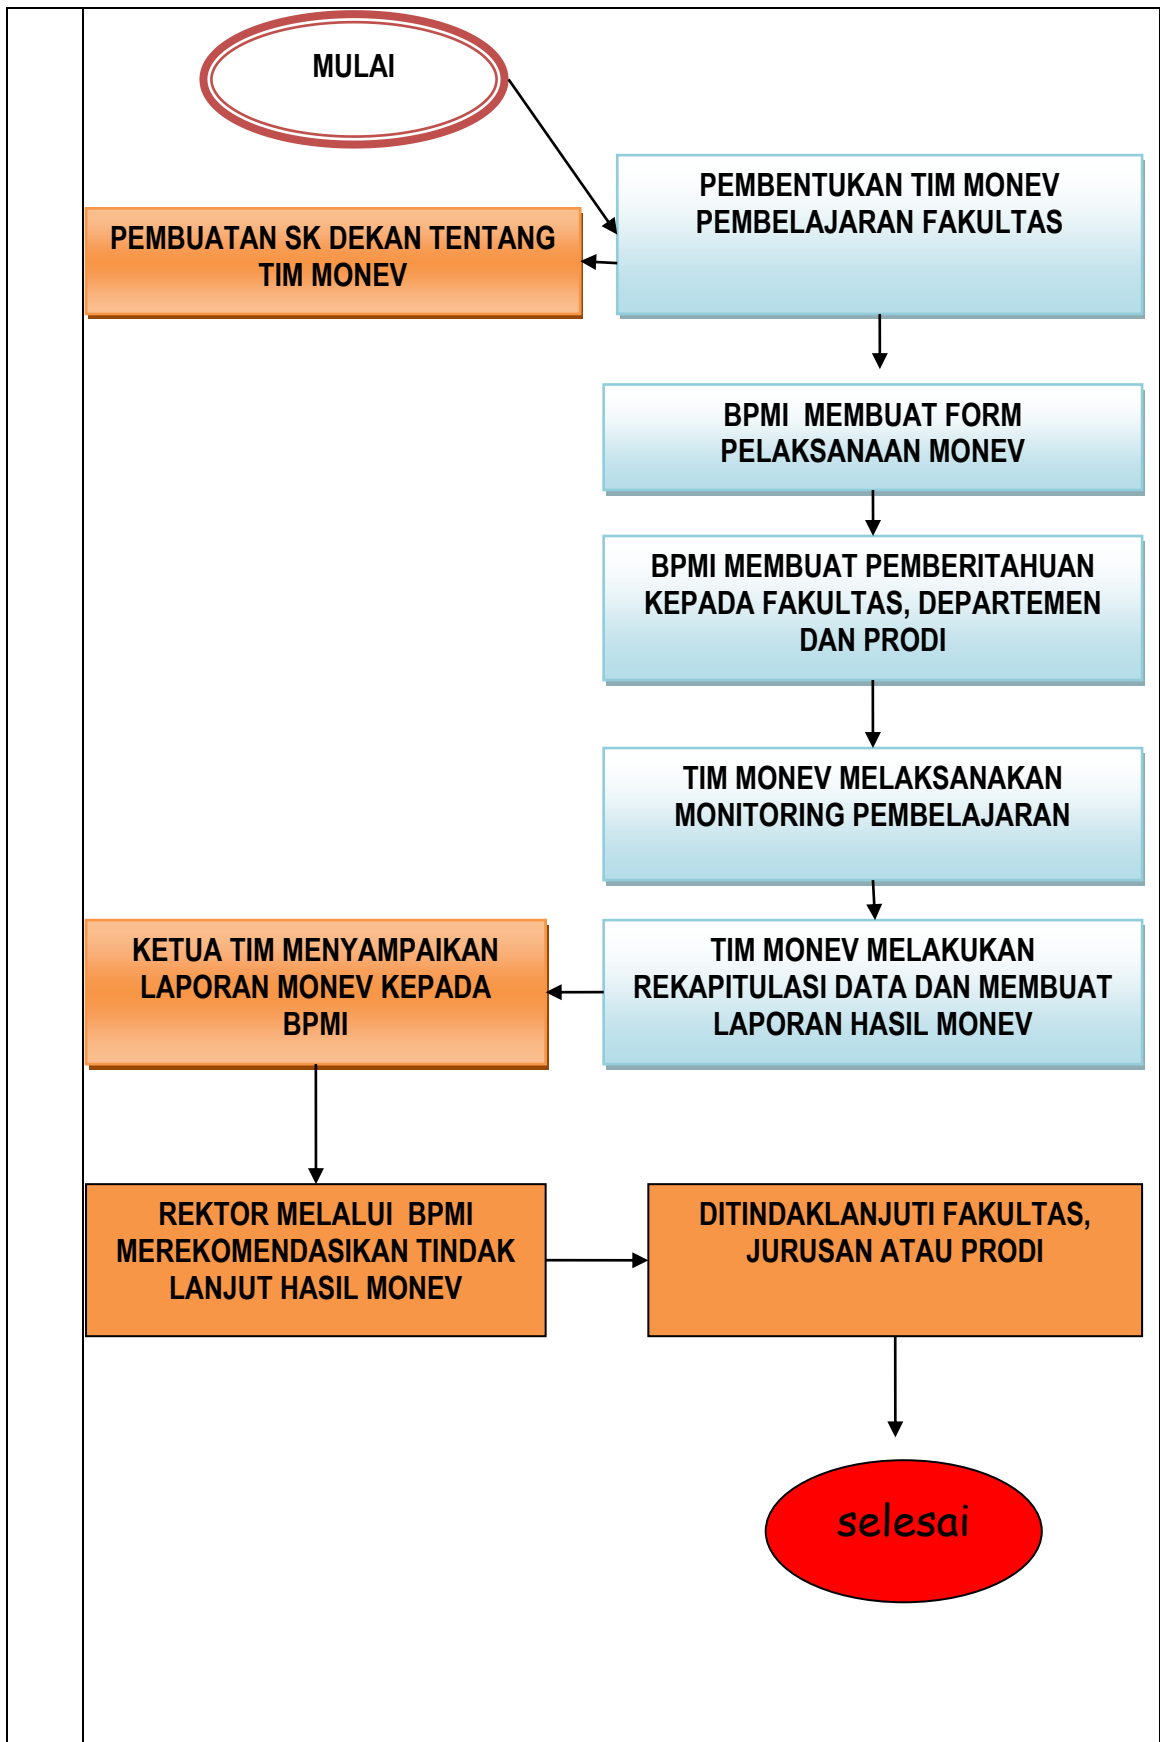 MULAI
PEMBENTUKAN TIM MONEV
PEMBELAJARAN FAKULTAS
PEMBUATAN SK DEKAN TENTANG
TIM MONEV
BPMI MEMBUAT FORM
PELAKSANAAN MONEV
BPMI MEMBUAT PEMBERITAHUAN
KEPADA FAKULTAS, DEPARTEMEN
DAN PRODI
TIM MONEV MELAKSANAKAN
MONITORING PEMBELAJARAN
TIM MONEV MELAKUKAN
REKAPITULASI DATA DAN MEMBUAT
LAPORAN HASIL MONEV
KETUA TIM MENYAMPAIKAN
LAPORAN MONEV KEPADA
BPMI
REKTOR MELALUI BPMI
MEREKOMENDASIKAN TINDAK
LANJUT HASIL MONEV
DITINDAKLANJUTI FAKULTAS,
JURUSAN ATAU PRODI
selesai